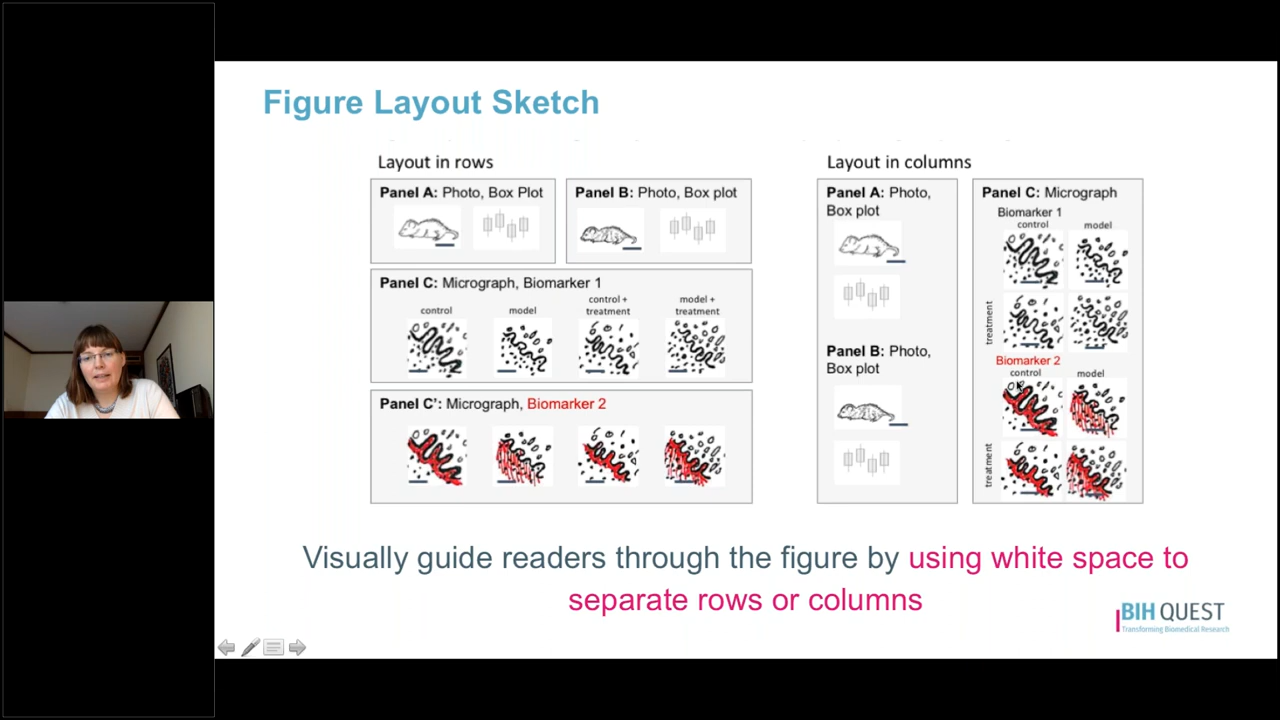 Figure Layout Sketch
Layout in rows
Panel A: Photo, Box Plot
Panel B: Photo, Box plot
Panel C: Micrograph, Biomarker 1
control
model
control +
treatment
model +
treatment
Panel C’: Micrograph, Biomarker 2
Layout in columns
Panel A: Photo,
Box plot
Panel B: Photo,
Box plot
Panel C: Micrograph
Biomarker 1
control
model
treatment
Biomarker 2
control
model
treatment
Visually guide readers through the figure by using white space to
separate rows or columns
BIH QUEST
Transforming Biomedical Research